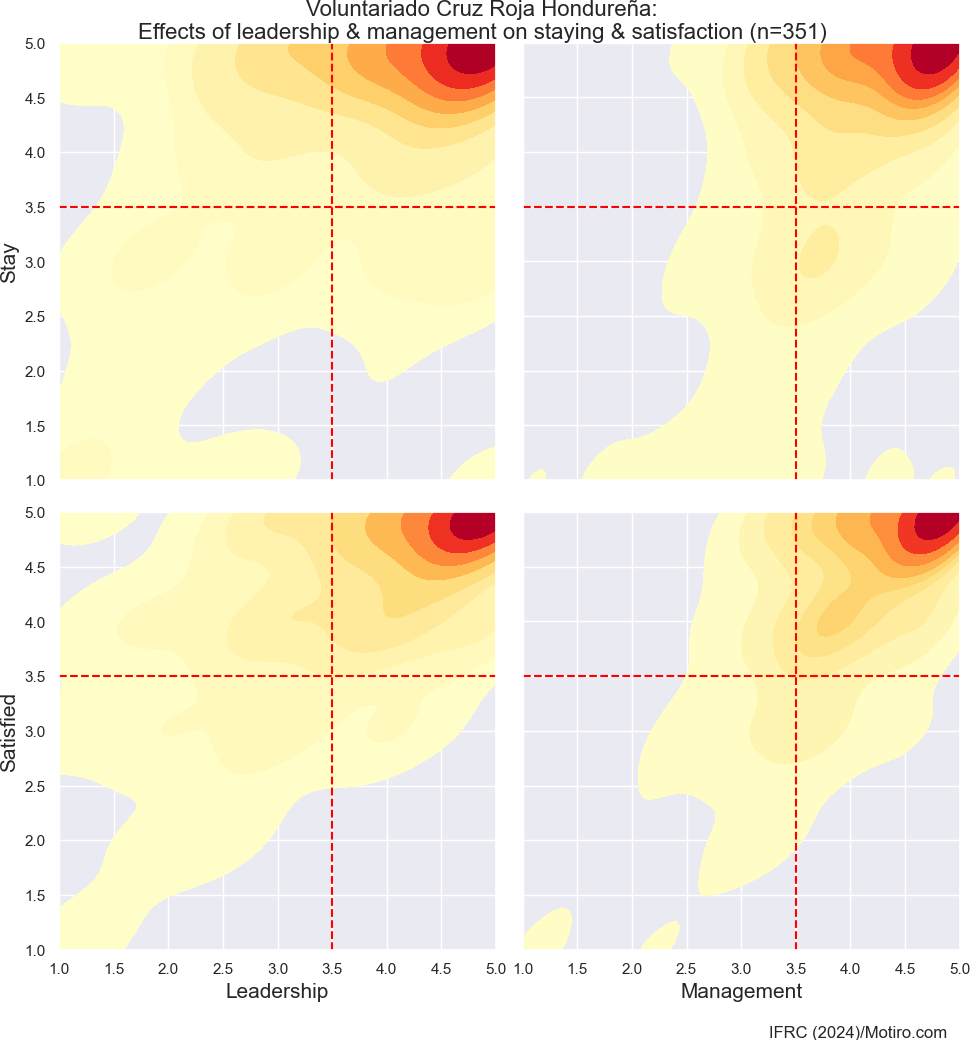 Voluntariado Cruz Roja Hondureña:
Effects of leadership & management on staying & satisfaction (n=351)
5.0
4.5
4.0
3.5
3.0
2.5
2.0
1.5
1.0
Stay
5.0
4.5
4.0
3.5
3.0
2.5
2.0
1.5
1.0
Satisfied
1.0 1.5 2.0 2.5 3.0 3.5 4.0 4.5 5.0 1.0 1.5 2.0 2.5 3.0 3.5 4.0 4.5 5.0
Leadership Management
IFRC (2024)/Motiro.com